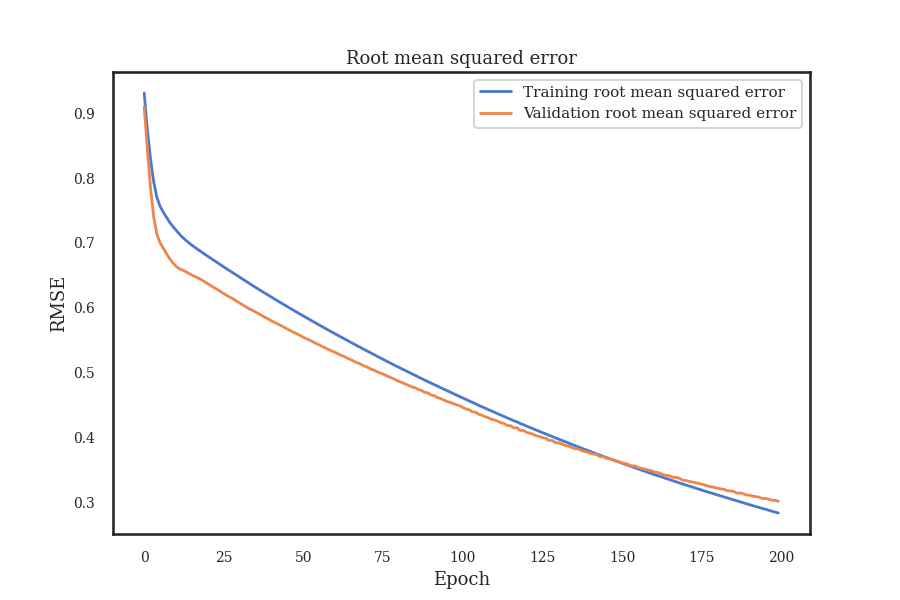 Root mean squared error
Training root mean squared error
Validation root mean squared error
RMSE
0.9
0.8
0.7
0.6
0.5
0.4
0.3
0 25 50 75 100 125 150 175 200
Epoch